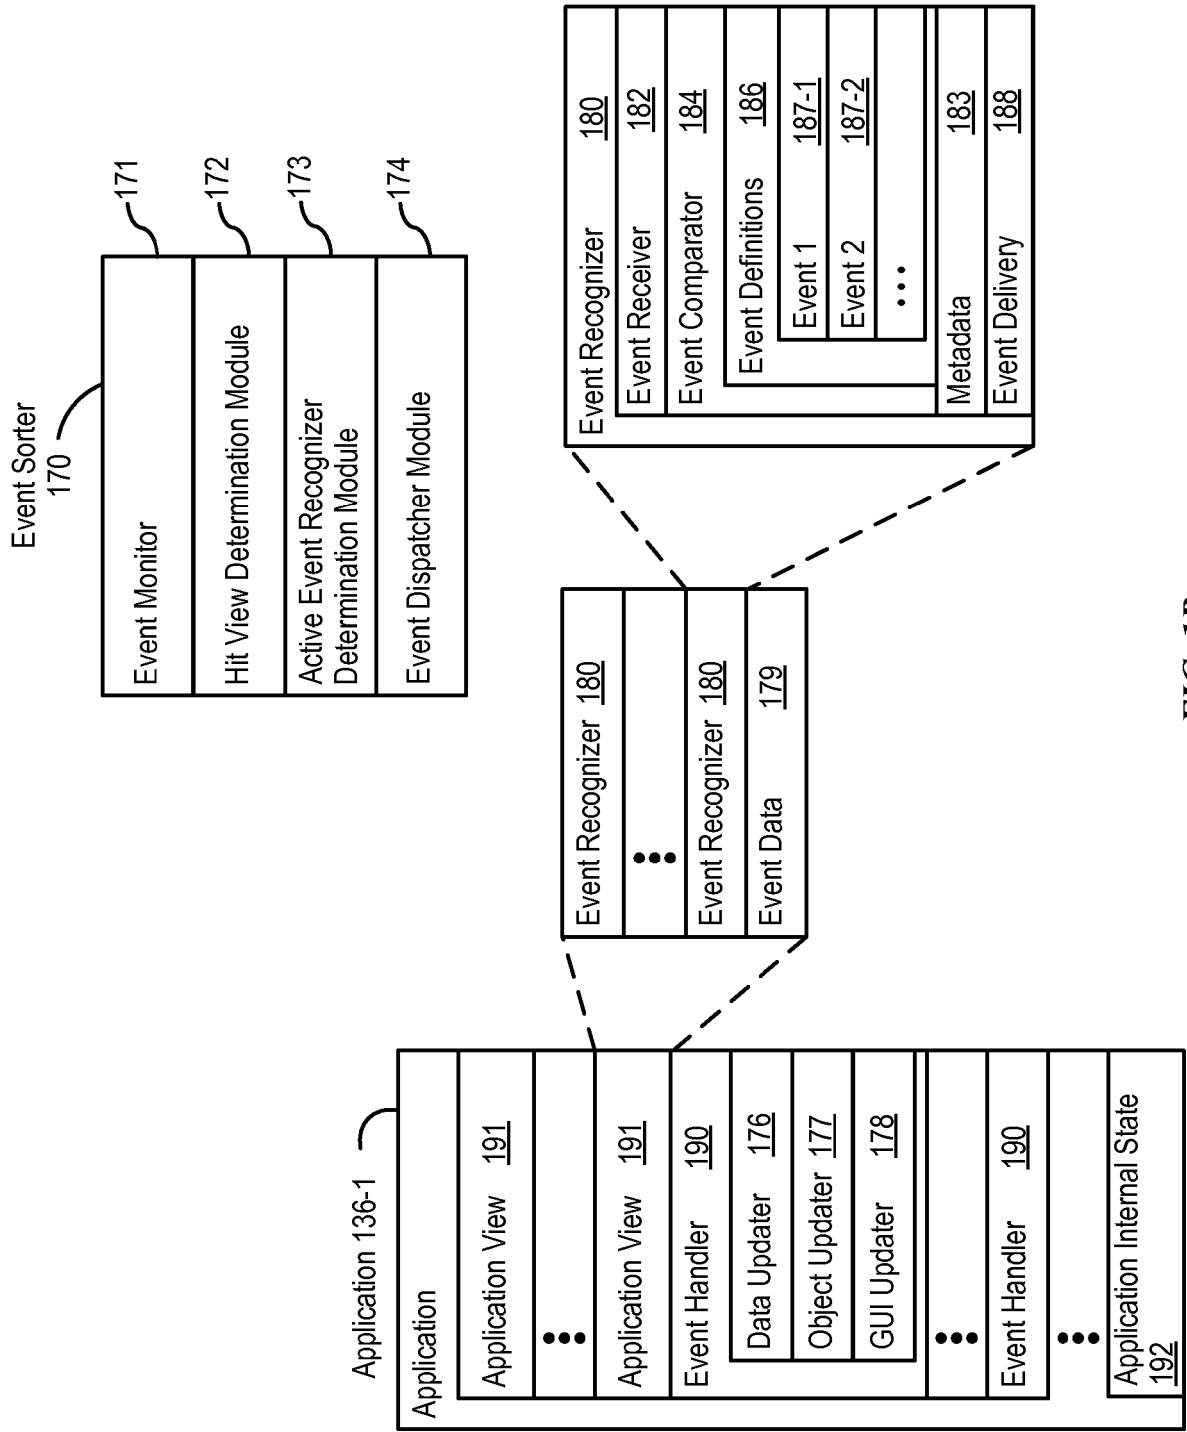 Event Sorter
170
Event Monitor
171
Hit View Determination Module
172
Active Event Recognizer
Determination Module
173
Event Dispatcher Module
174
Application 136-1
Application
Application View 191
Application View 191
Event Handler 190
Data Updater 176
Object Updater 177
GUI Updater 178
Event Handler 190
Application Internal State
192
Event Recognizer 180
Event Recognizer 180
Event Data 179
Event Recognizer 180
Event Receiver 182
Event Comparator 184
Event Definitions 186
Event 1 187-1
Event 2 187-2
Metadata 183
Event Delivery 188